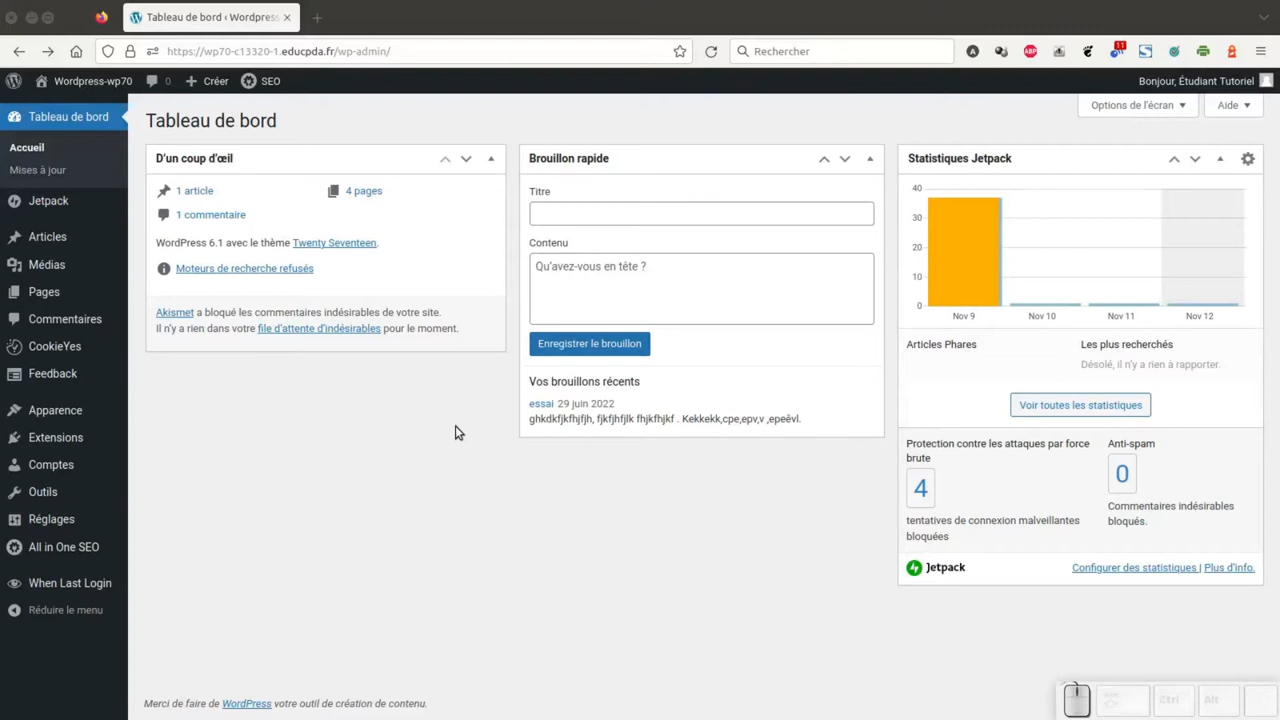 Tableau de bord ‹ Wordpress
https://wp70-c13320-1.educpda.fr/wp-admin/
Rechercher
ABP
11
Wordpress-wp70
0
Créer
SEO
Bonjour, Étudiant Tutoriel
Tableau de bord
Accueil
Mises à jour
Jetpack
Articles
Médias
Pages
Commentaires
CookieYes
Feedback
Apparence
Extensions
Comptes
Outils
Réglages
All in One SEO
When Last Login
Réduire le menu
Options de l'écran
Aide
Tableau de bord
D'un coup d'œil
1 article
4 pages
1 commentaire
WordPress 6.1 avec le thème Twenty Seventeen.
Moteurs de recherche refusés
Akismet a bloqué les commentaires indésirables de votre site.
Il n'y a rien dans votre file d'attente d'indésirables pour le moment.
Brouillon rapide
Titre
Contenu
Qu'avez-vous en tête ?
Enregistrer le brouillon
Vos brouillons récents
essai 29 juin 2022
ghkdkfjkfhjfjh, fjkfjhfjlk fhjkfhjkf . Kekkekk,cpe,epv,v ,epeêvl.
Statistiques Jetpack
40
30
20
10
0
Nov 9
Nov 10
Nov 11
Nov 12
Articles Phares
Les plus recherchés
Désolé, il n'y a rien à rapporter.
Voir toutes les statistiques
Protection contre les attaques par force
brute
4
tentatives de connexion malveillantes
bloquées
Anti-spam
0
Commentaires indésirables
bloqués.
Jetpack
Configurer des statistiques | Plus d'info.
Merci de faire de WordPress votre outil de création de contenu.
Ctrl
Alt